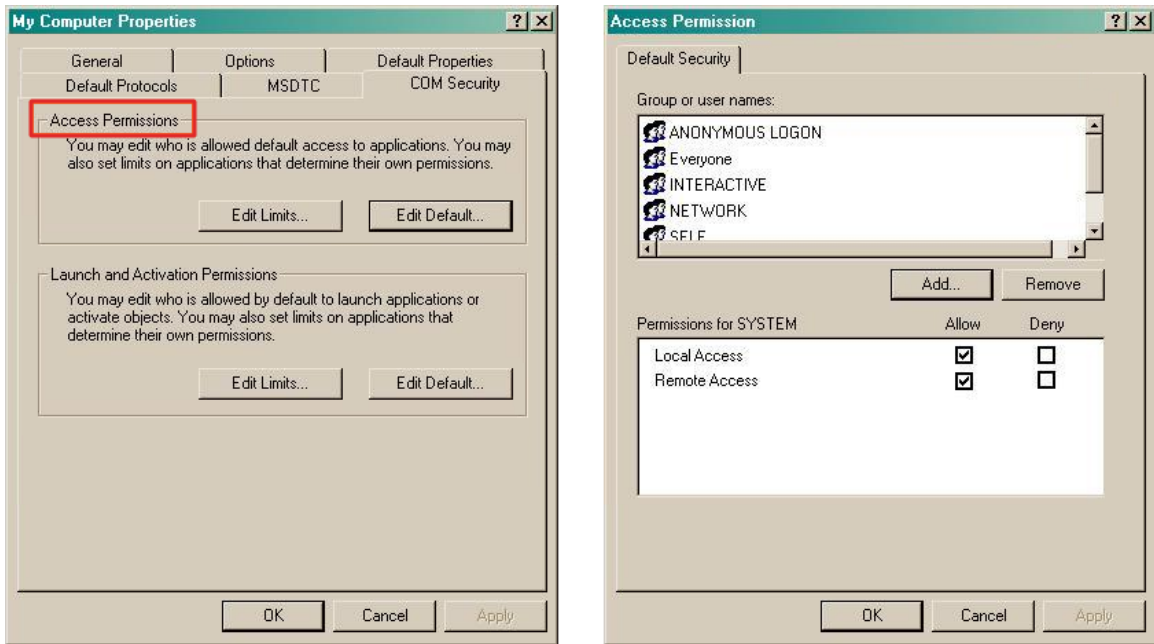 My Computer Properties
General
Options
Default Properties
Default Protocols
MSDTC
COM Security
Access Permissions
You may edit who is allowed default access to applications. You may
also set limits on applications that determine their own permissions.
Edit Limits...
Edit Default...
Launch and Activation Permissions
You may edit who is allowed by default to launch applications or
activate objects. You may also set limits on applications that
determine their own permissions.
Edit Limits...
Edit Default...
OK
Cancel
Apply
Access Permission
Default Security
Group or user names:
ANONYMOUS LOGON
Everyone
INTERACTIVE
NETWORK
SELF
Add...
Remove
Permissions for SYSTEM
Allow
Deny
Local Access
Remote Access
OK
Cancel
Apply